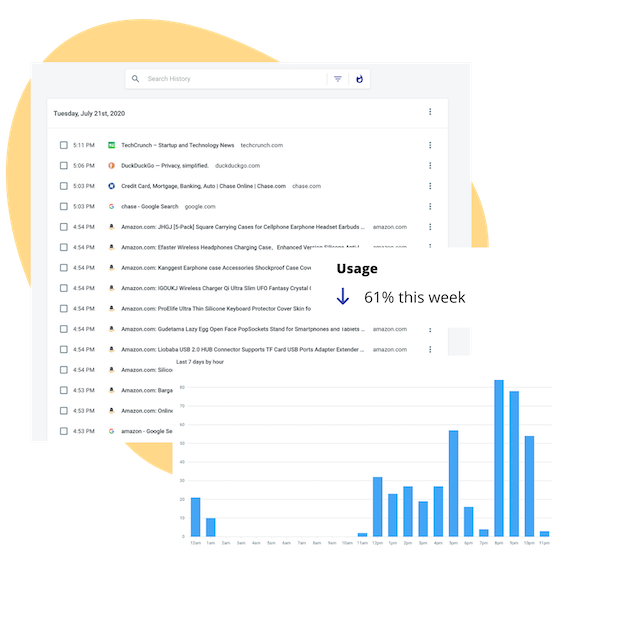 Search History
Tuesday, July 21st, 2020
5:11 PM TechCrunch – Startup and Technology News techcrunch.com
5:06 PM DuckDuckGo — Privacy, simplified. duckduckgo.com
5:03 PM Credit Card, Mortgage, Banking, Auto | Chase Online | Chase.com chase.com
5:03 PM chase - Google Search google.com
4:54 PM Amazon.com: JHGJ [5-Pack] Square Carrying Cases for Cellphone Earphone Headset Earbuds ... amazon.com
4:54 PM Amazon.com: Efaster Wireless Headphones Charging Case, Enhanced Version Silicone Anti-l
4:54 PM Amazon.com: Kanggest Earphone case Accessories Shockproof Case Cov
4:54 PM Amazon.com: IGOUKJ Wireless Charger Qi Ultra Slim UFO Fantasy Crystal
4:54 PM Amazon.com: ProElife Ultra Thin Silicone Keyboard Protector Cover Skin fo
4:54 PM Amazon.com: Gudetama Lazy Egg Open Face PopSockets Stand for Smartphones and Tablets ... amazon.com
4:54 PM Amazon.com: Liobaba USB 2.0 HUB Connector Supports TF Card USB Ports Adapter Extender ... amazon.com
4:54 PM Amazon.com: Silico
4:53 PM Amazon.com: Barga
4:53 PM Amazon.com: Onlin
4:53 PM amazon - Google Se
Usage
61% this week
Last 7 days by hour
80
70
60
50
40
30
20
10
0
12am 1am 2am 3am 4am 5am 6am 7am 8am 9am 10am 11am 12pm 1pm 2pm 3pm 4pm 5pm 6pm 7pm 8pm 9pm 10pm 11pm